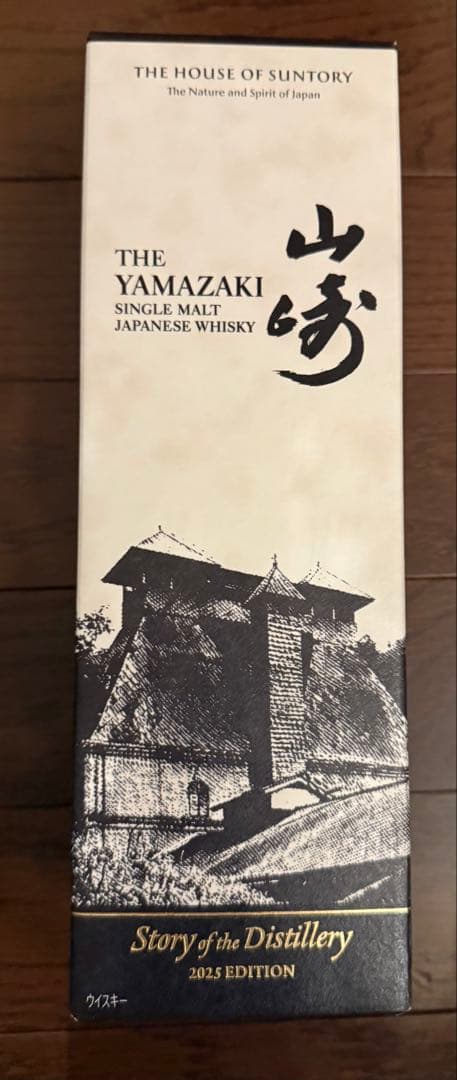 THE HOUSE OF SUNTORY
The Nature and Spirit of Japan
山崎
THE
YAMAZAKI
SINGLE MALT
JAPANESE WHISKY
Story of the Distillery
2025 EDITION
ウイスキー